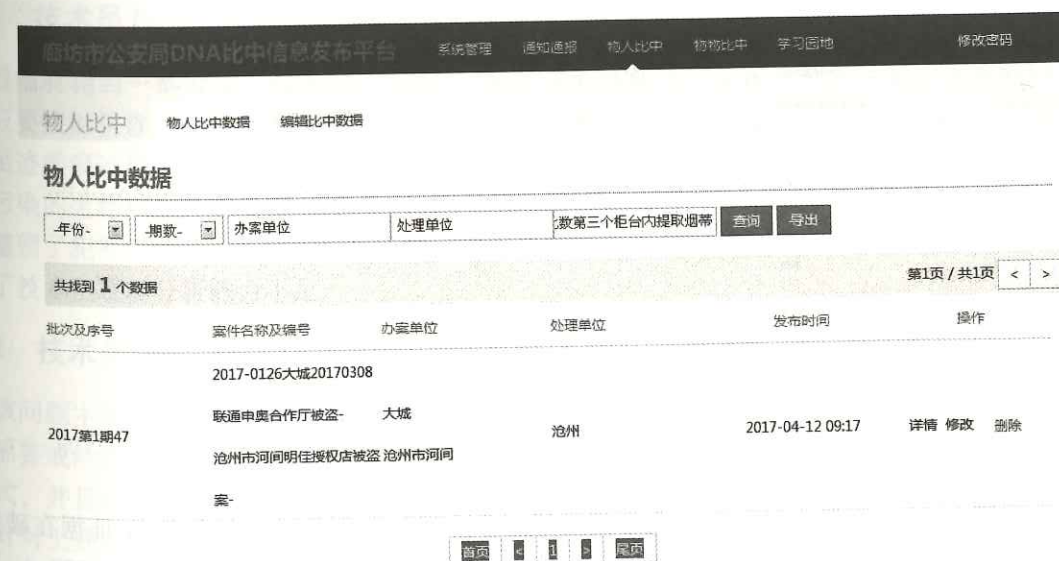 廊坊市公安局DNA比中信息发布平台 系统管理 通知通报 物人比中 物物比中 学习园地 修改密码
物人比中 物人比中数据 编辑比中数据
物人比中数据
-年份- -期数- 办案单位 处理单位 数第三个柜台内提取烟蒂 查询 导出
共找到 1 个数据 第1页 / 共1页 < >
批次及序号 案件名称及编号 办案单位 处理单位 发布时间 操作
2017-0126大城20170308
联通申奥合作厅被盗- 大城
2017第1期47 沧州 2017-04-12 09:17 详情 修改 删除
沧州市河间明佳授权店被盗 沧州市河间
案-
首页 < 1 > 尾页